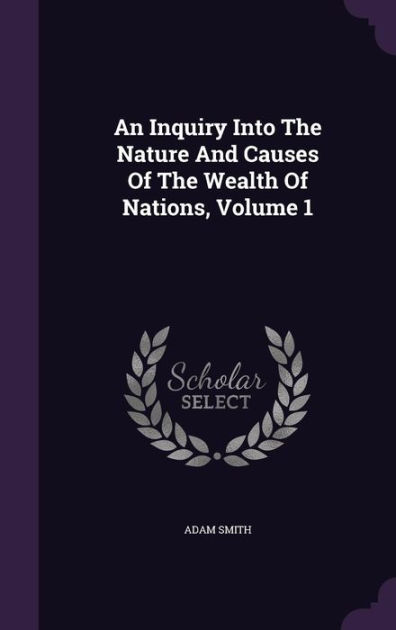 An Inquiry Into The
Nature And Causes
Of The Wealth Of
Nations, Volume 1
Scholar
SELECT
ADAM SMITH